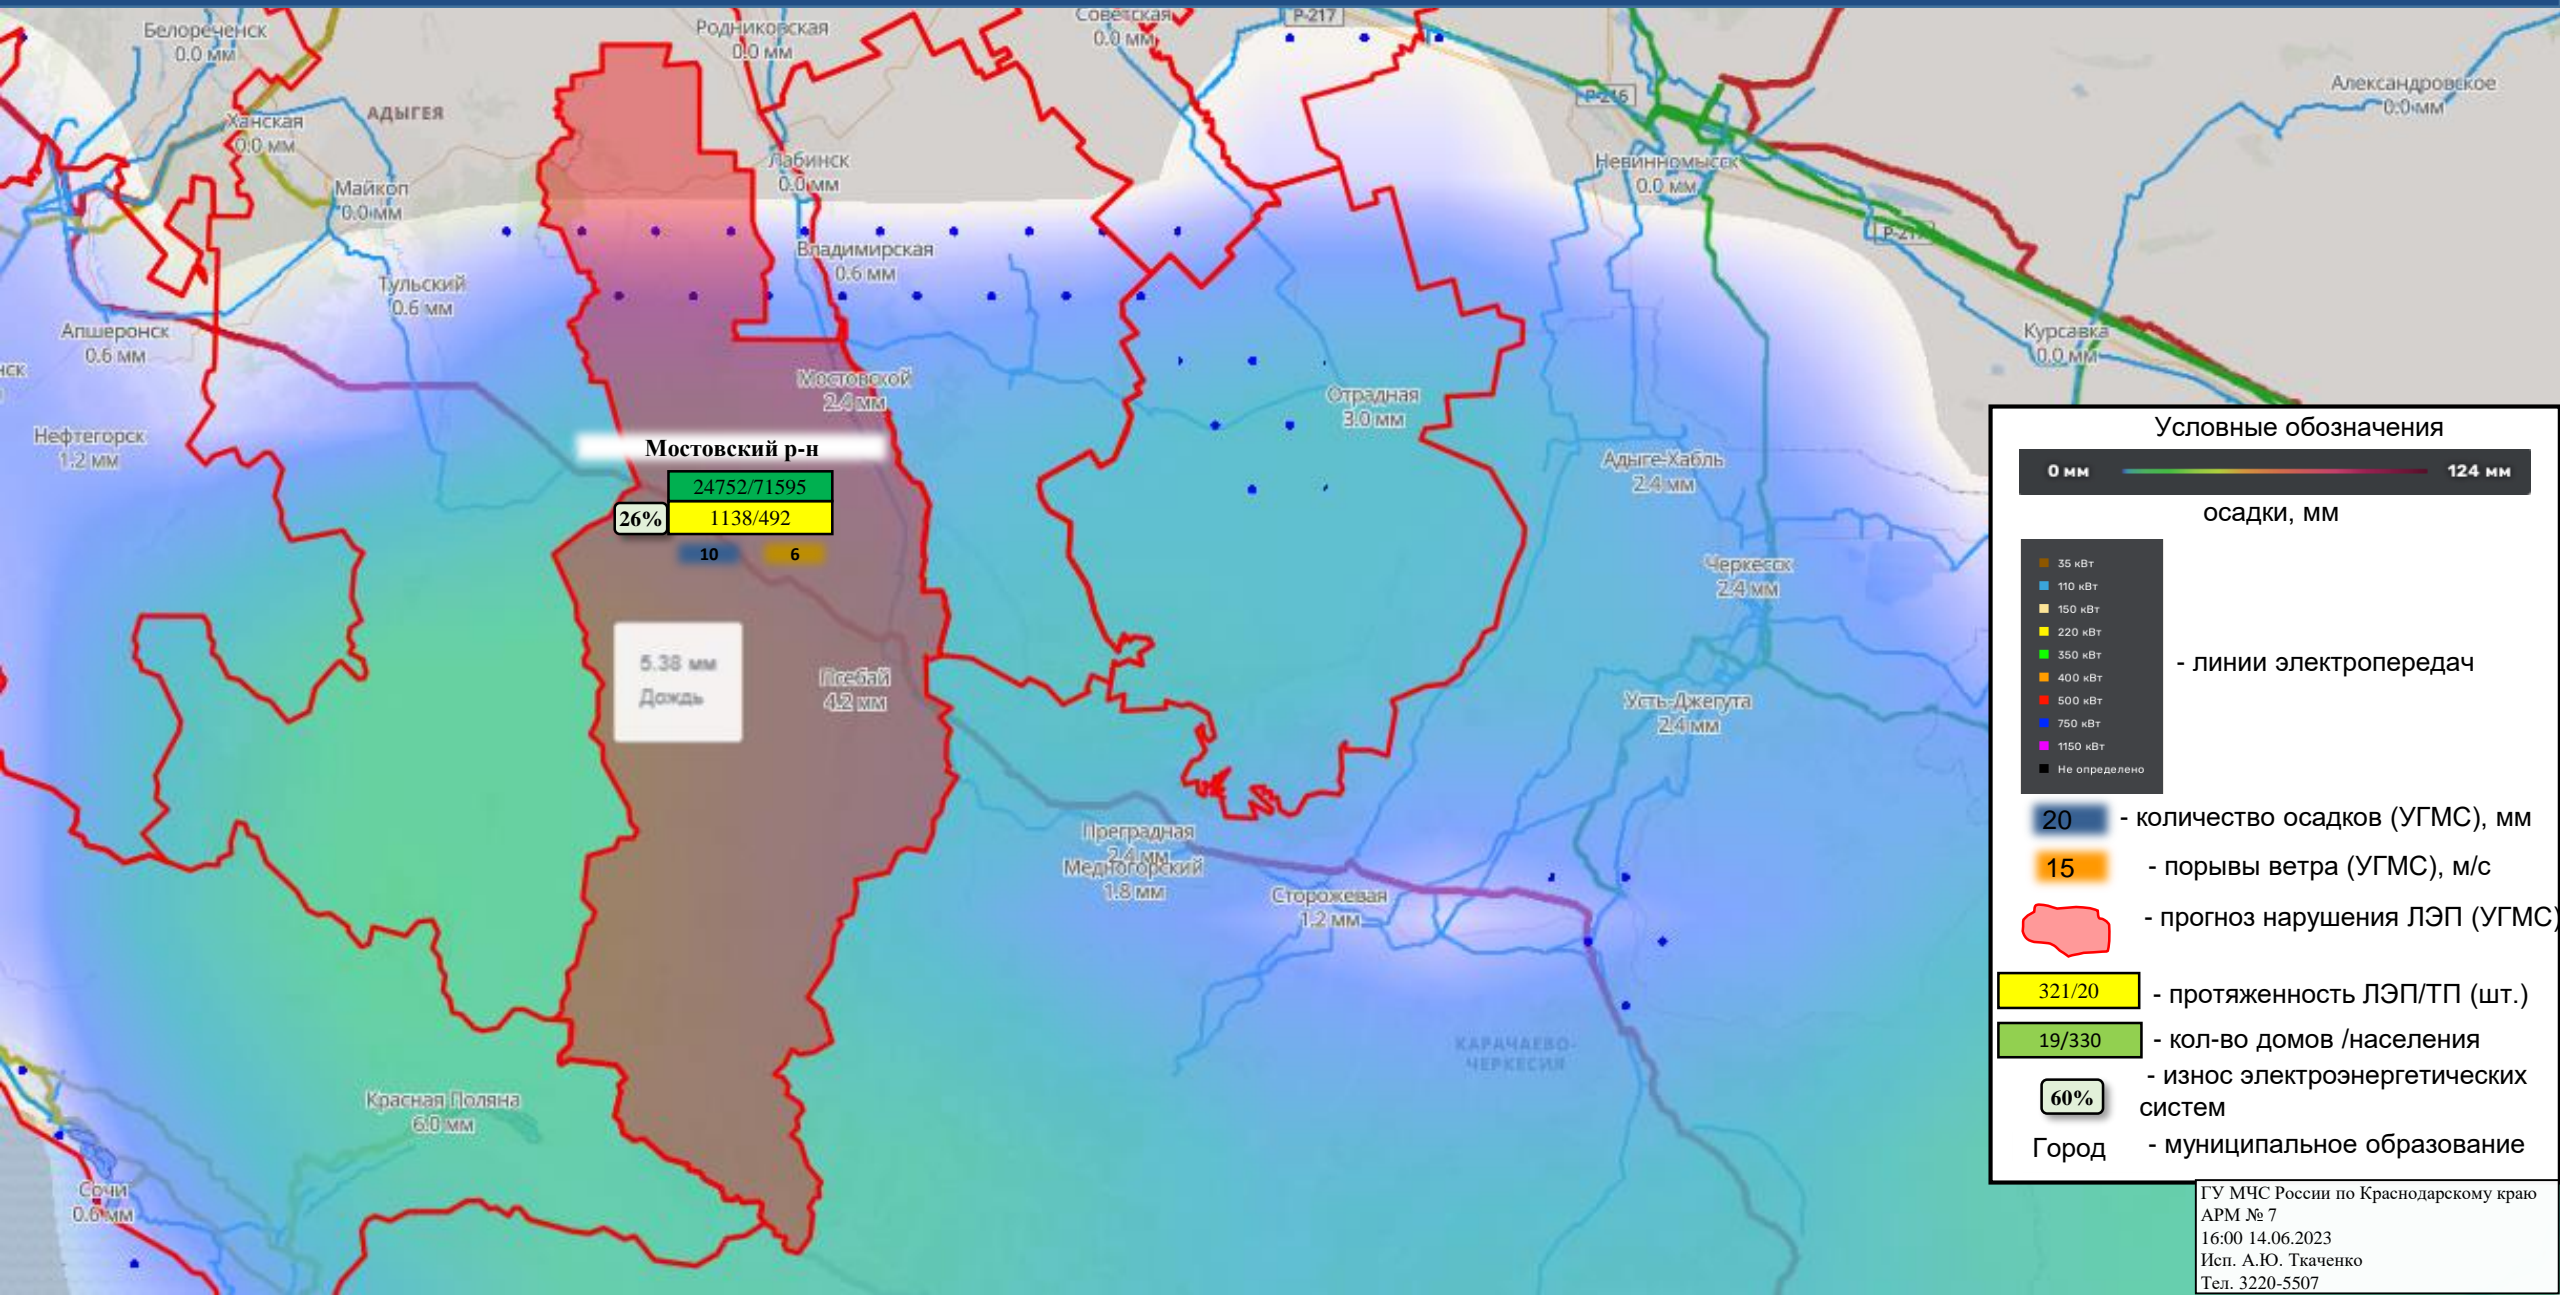 Белореченск
0.0 мм
Родниковская
0.0 мм
Советская
0.0 мм
Р-217
Р-216
Александровское
0.0 мм
Ханская
0.0 мм
АДЫГЕЯ
Майкоп
0.0 мм
Лабинск
0.0 мм
Невинномысск
0.0 мм
Р-217
Владимирская
0.6 мм
Тульский
0.6 мм
Апшеронск
0.6 мм
Курсавка
0.0 мм
нск
Мостовской
2.4 мм
Отрадная
3.0 мм
Нефтегорск
1.2 мм
Мостовский р-н
24752/71595
26%
1138/492
10
6
Адыге-Хабль
2.4 мм
Черкесск
2.4 мм
5.38 мм
Дождь
Псебай
4.2 мм
Усть-Джегута
2.4 мм
Преградная
2.4 мм
Медногорский
1.8 мм
Сторожевая
1.2 мм
КАРАЧАЕВО-
ЧЕРКЕСИЯ
Красная Поляна
6.0 мм
Сочи
0.6 мм
Условные обозначения
0 мм
124 мм
осадки, мм
35 кВт
110 кВт
150 кВт
220 кВт
350 кВт
400 кВт
500 кВт
750 кВт
1150 кВт
Не определено
- линии электропередач
20 - количество осадков (УГМС), мм
15 - порывы ветра (УГМС), м/с
- прогноз нарушения ЛЭП (УГМС)
321/20 - протяженность ЛЭП/ТП (шт.)
19/330 - кол-во домов /населения
60% - износ электроэнергетических
систем
Город - муниципальное образование
ГУ МЧС России по Краснодарскому краю
АРМ № 7
16:00 14.06.2023
Исп. А.Ю. Ткаченко
Тел. 3220-5507